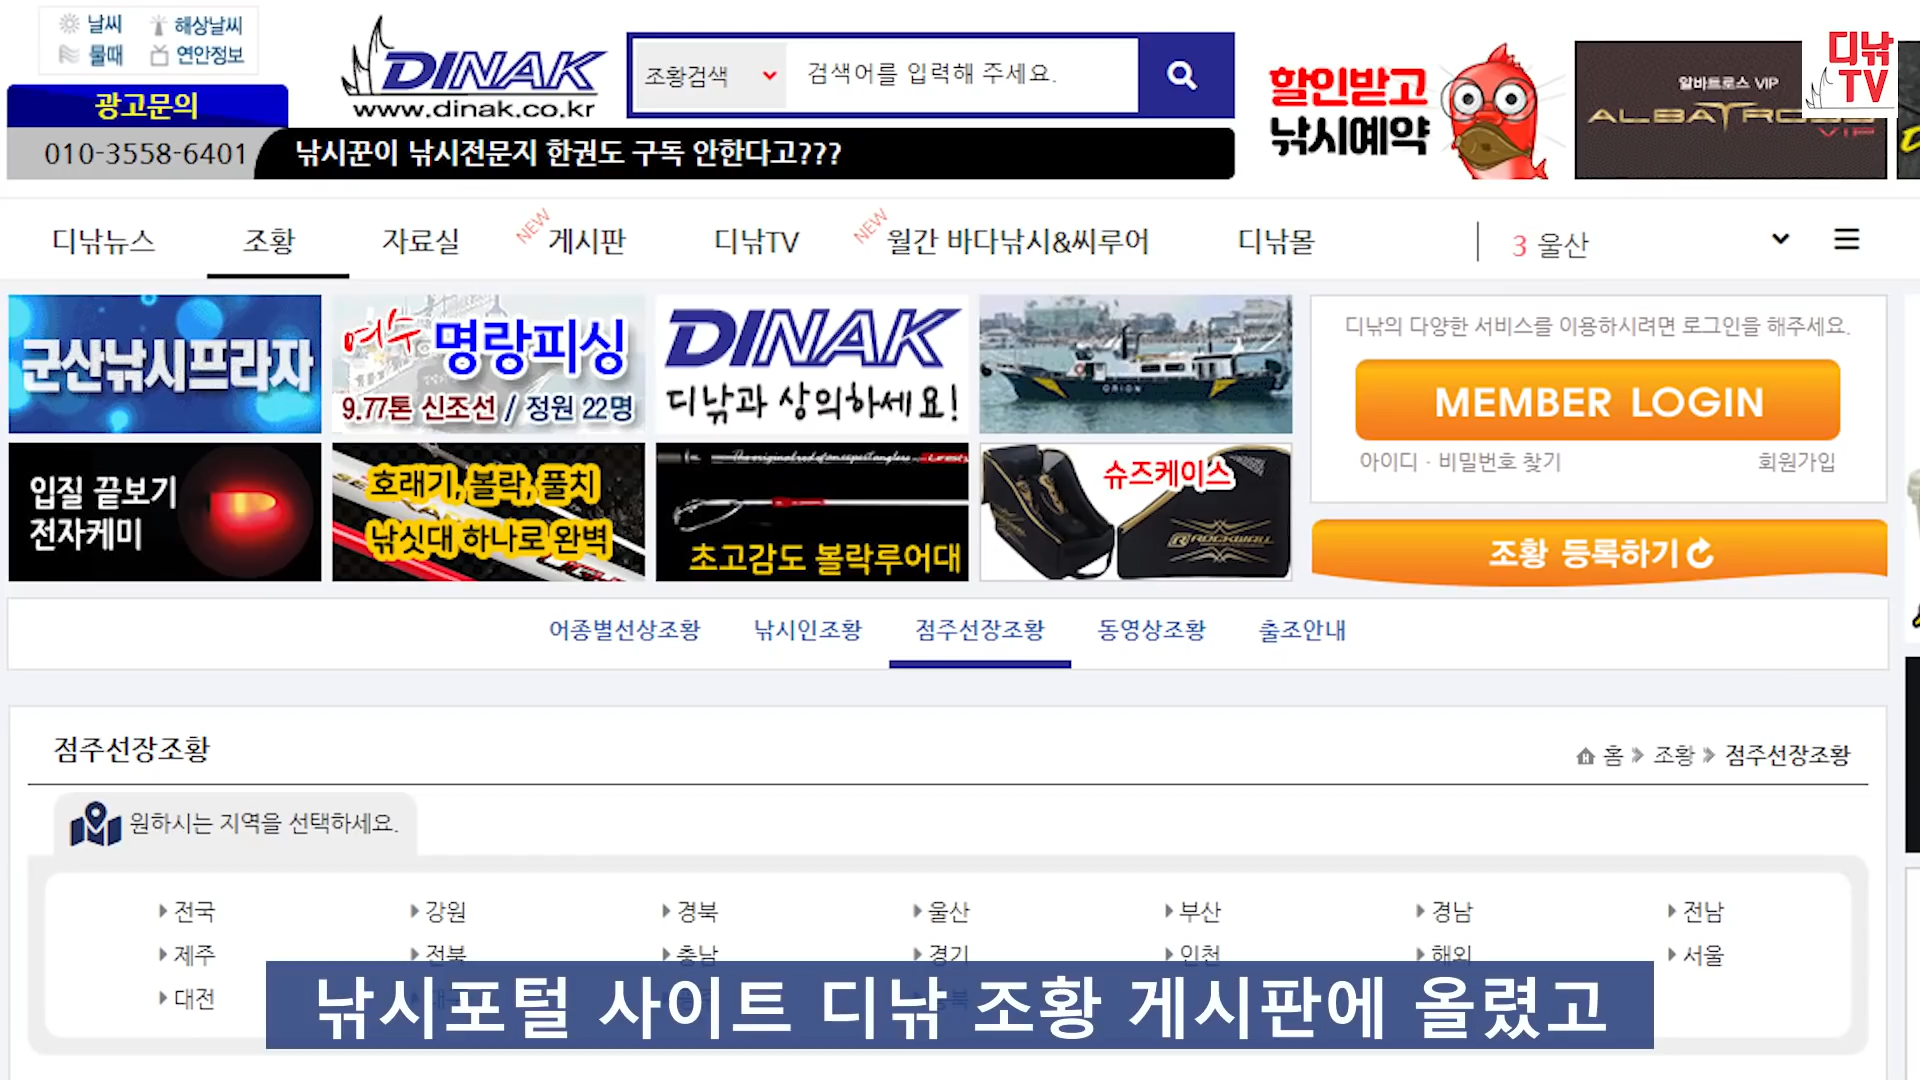 날씨 해상날씨
물때 연안정보
광고문의
010-3558-6401
DINAK
www.dinak.co.kr
조황검색 검색어를 입력해 주세요.
낚시꾼이 낚시전문지 한권도 구독 안한다고???
할인받고
낚시예약
알바트로스 VIP
ALBATROSS
VIP
디낚
TV
디낚뉴스 조황 자료실 NEW 게시판 디낚TV NEW 월간 바다낚시&씨루어 디낚몰 3 울산
군산낚시프라자
여수 명랑피싱
9.77톤 신조선 / 정원 22명
DINAK
디낚과 상의하세요!
ORION
디낚의 다양한 서비스를 이용하시려면 로그인을 해주세요.
MEMBER LOGIN
아이디 · 비밀번호 찾기 회원가입
입질 끝보기
전자케미
호래기, 볼락, 풀치
낚싯대 하나로 완벽
초고감도 볼락루어대
슈즈케이스
ROCKWALL
조황 등록하기
어종별선상조황 낚시인조황 점주선장조황 동영상조황 출조안내
점주선장조황
홈 조황 점주선장조황
원하시는 지역을 선택하세요.
전국 강원 경북 울산 부산 경남 전남
제주 전북 충남 경기 인천 해외 서울
대전
낚시포털 사이트 디낚 조황 게시판에 올렸고